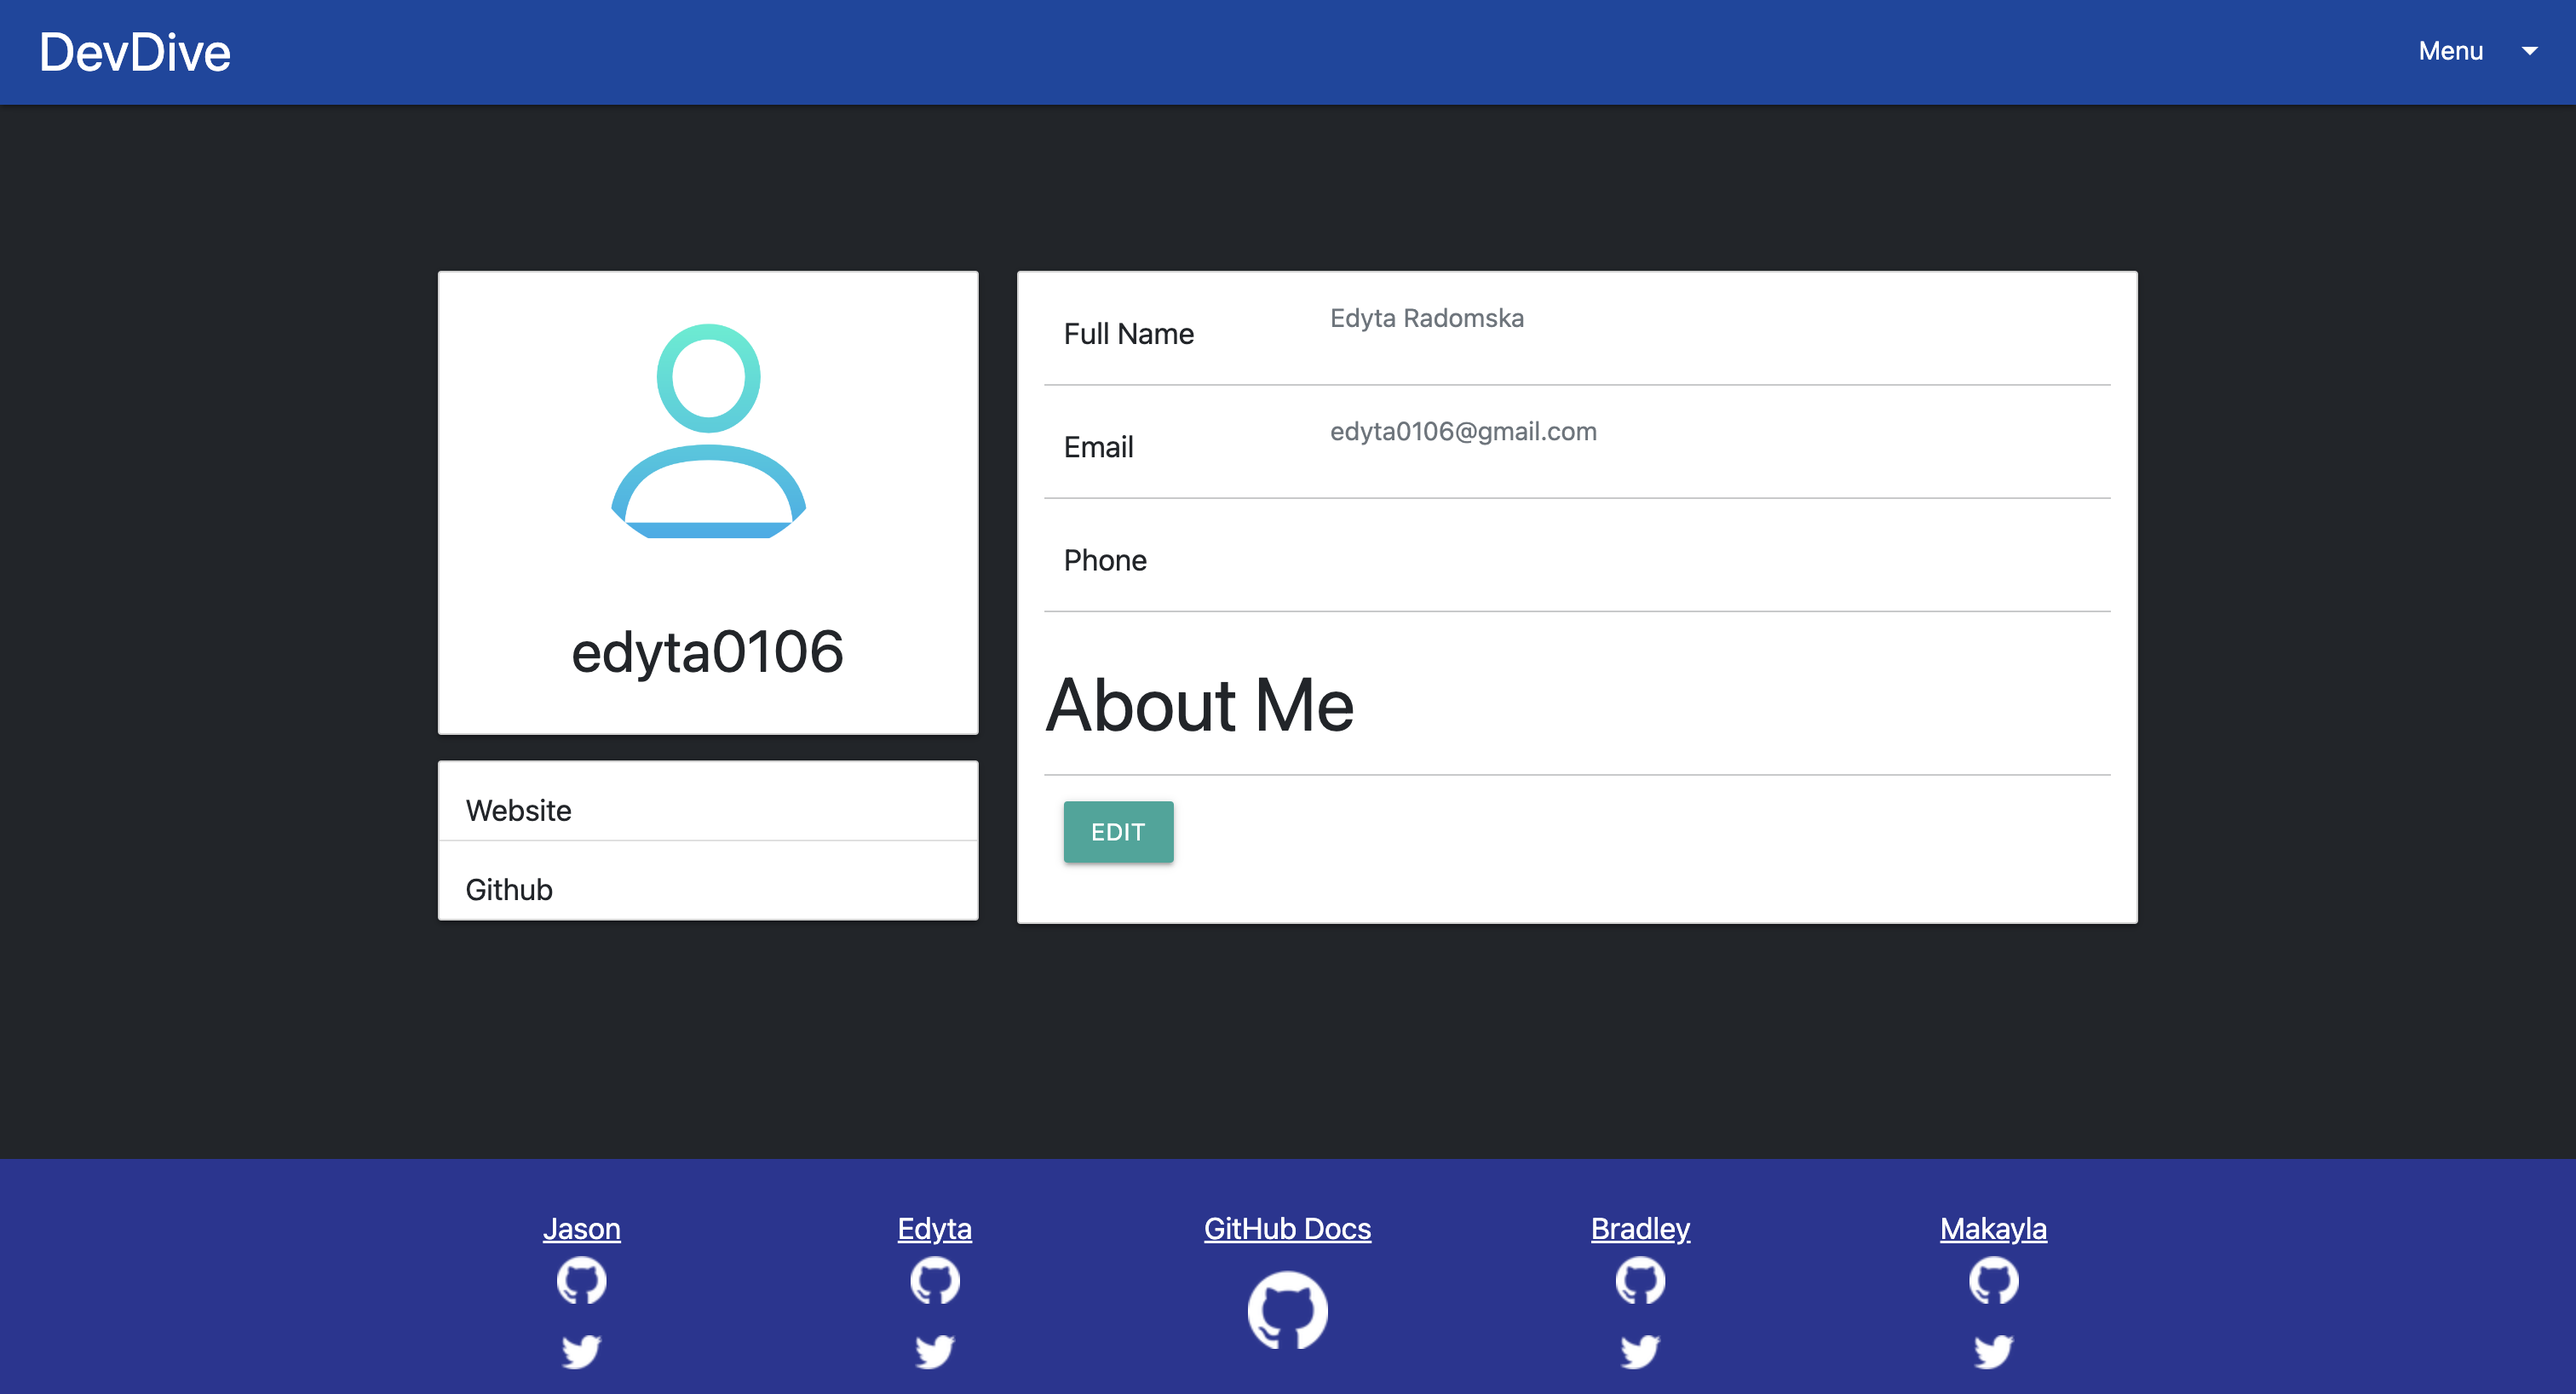 DevDive
Menu
edyta0106
Website
Github
Full Name
Edyta Radomska
Email
edyta0106@gmail.com
Phone
About Me
EDIT
Jason
Edyta
GitHub Docs
Bradley
Makayla